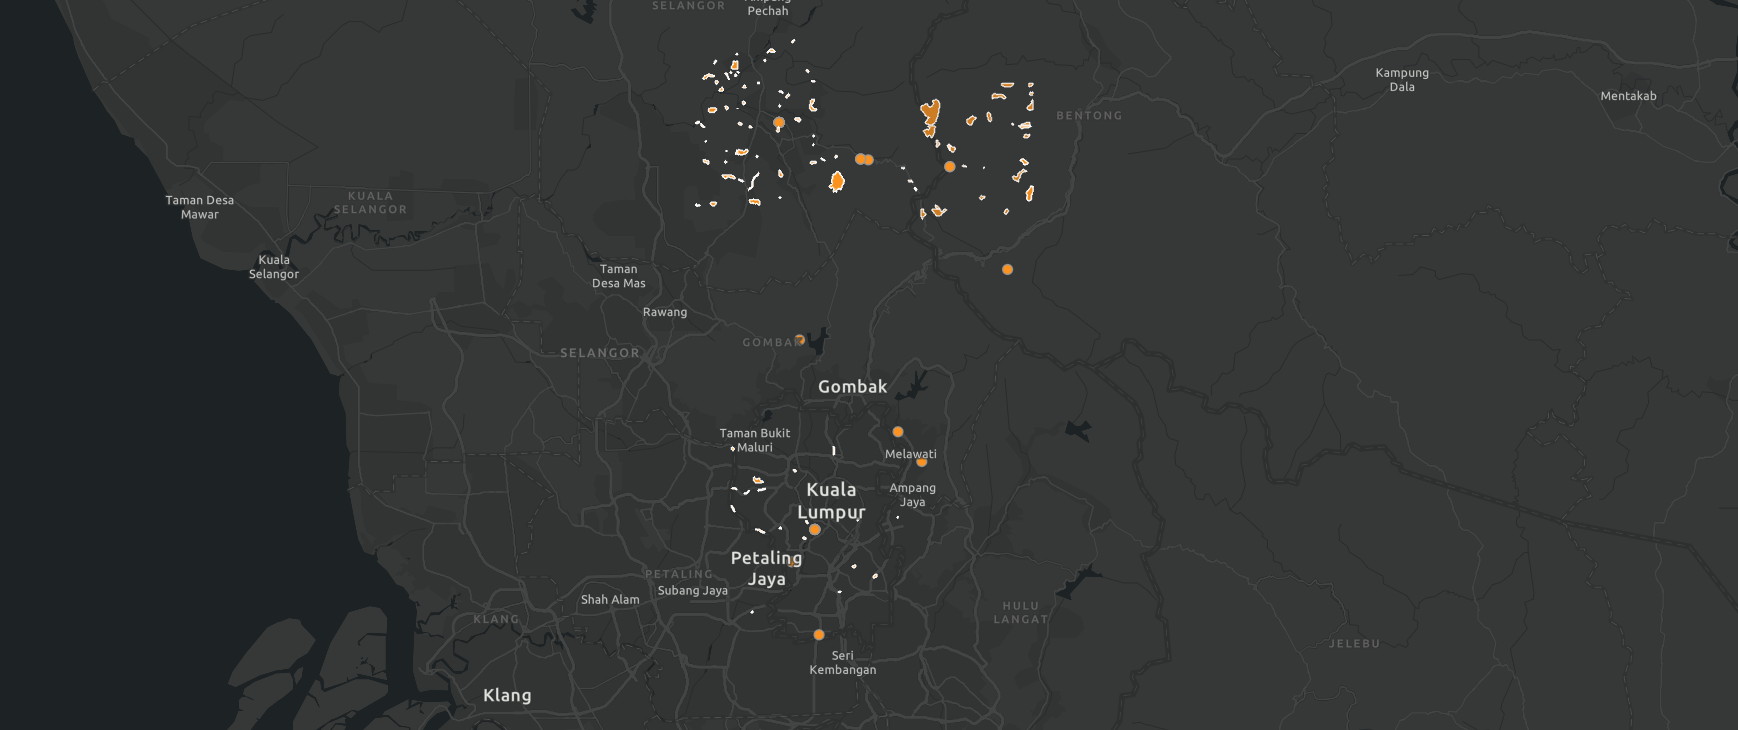 SELANGOR
Pechah
Kampung
Dala
Mentakab
BENTONG
KUALA
SELANGOR
Taman Desa
Mawar
Kuala
Selangor
Taman
Desa Mas
Rawang
GOMBAK
SELANGOR
Gombak
Taman Bukit
Maluri
Melawati
Kuala
Lumpur
Ampang
Jaya
Petaling
Jaya
PETALING
Subang Jaya
Shah Alam
KLANG
HULU
LANGAT
JELEBU
Seri
Kembangan
Klang